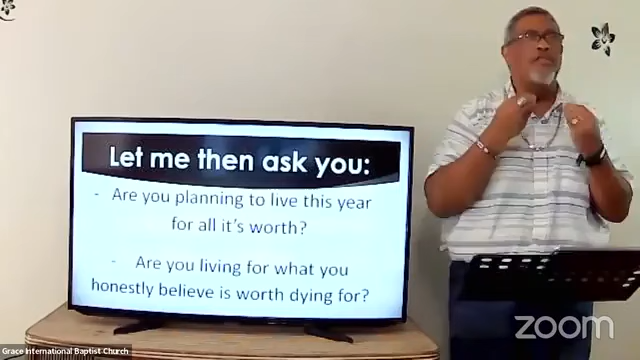 Let me then ask you:
- Are you planning to live this year
for all it's worth?
- Are you living for what you
honestly believe is worth dying for?
Grace International Baptist Church
zoom